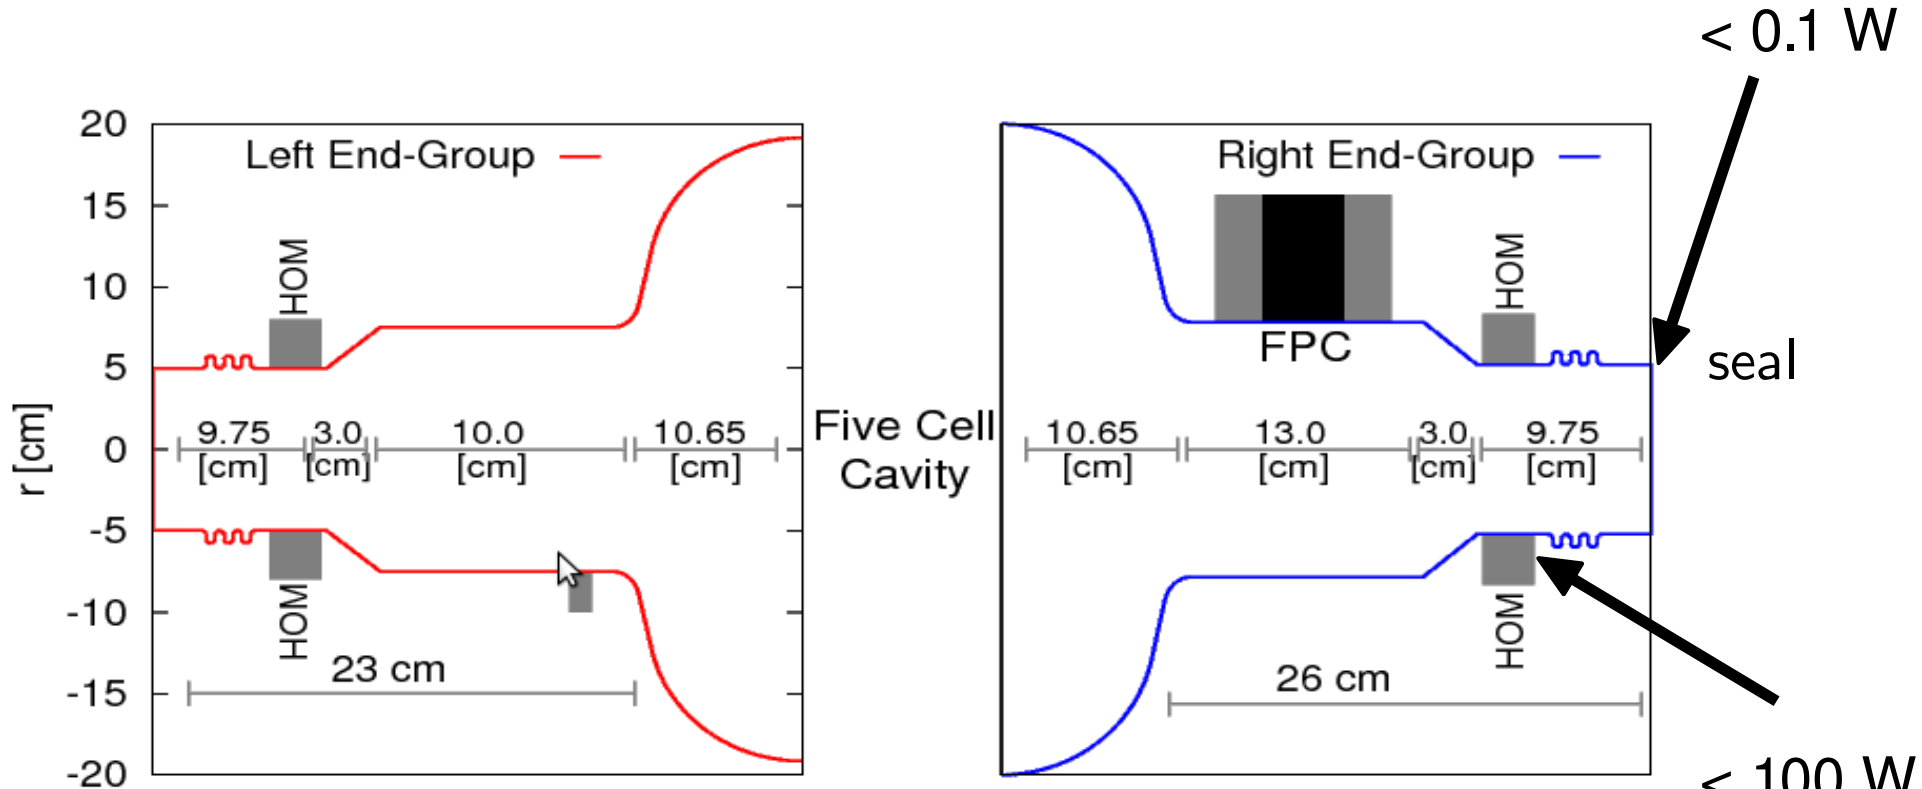 < 0.1 W
20
15
10
5
0
-5
-10
-15
-20
r [cm]
Left End-Group
HOM
9.75
[cm]
3.0
[cm]
10.0
[cm]
10.65
[cm]
HOM
23 cm
Five Cell
Cavity
Right End-Group
HOM
FPC
seal
10.65
[cm]
13.0
[cm]
3.0
[cm]
9.75
[cm]
HOM
26 cm
< 100 W